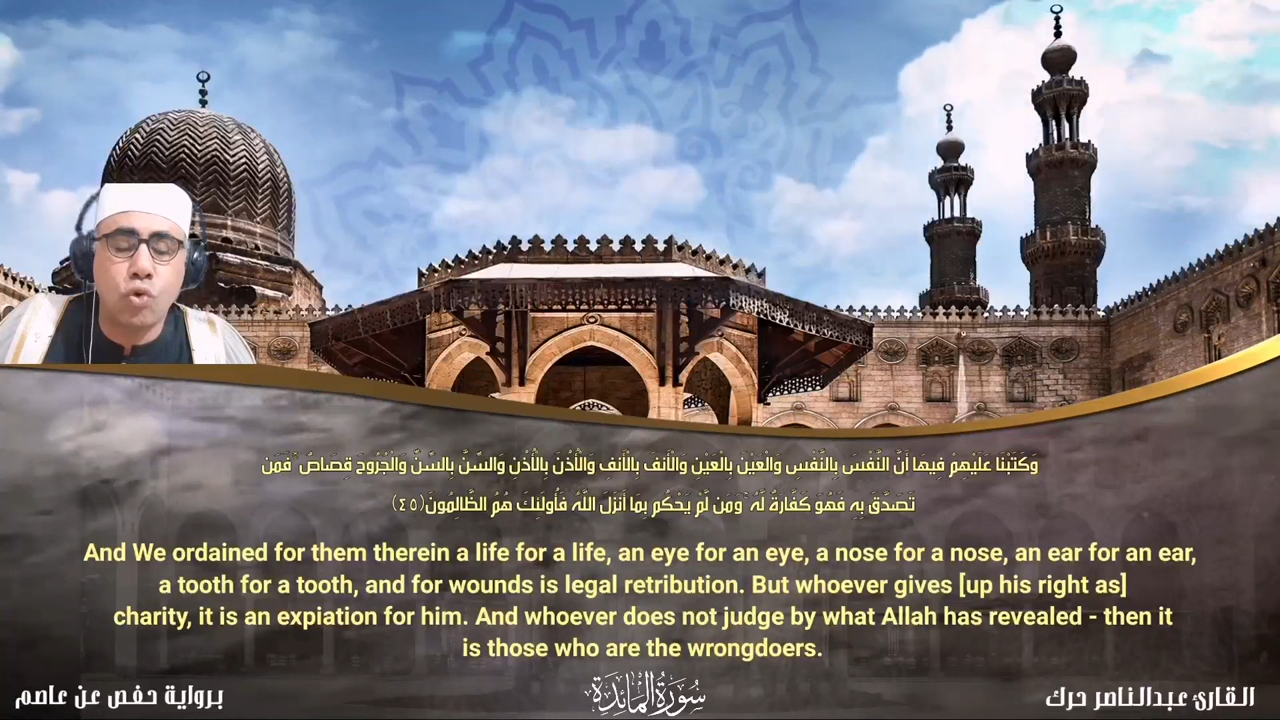 وَكَتَبْنَا عَلَيْهِمْ فِيهَا أَنَّ النَّفْسَ بِالنَّفْسِ وَالْعَيْنَ بِالْعَيْنِ وَالْأَنفَ بِالْأَنفِ وَالْأُذُنَ بِالْأُذُنِ وَالسِّنَّ بِالسِّنِّ وَالْجُرُوحَ قِصَاصٌ ۚ فَمَن
تَصَدَّقَ بِهِ فَهُوَ كَفَّارَةٌ لَّهُ ۚ وَمَن لَّمْ يَحْكُم بِمَا أَنزَلَ اللَّهُ فَأُولَٰئِكَ هُمُ الظَّالِمُونَ(٤٥)
And We ordained for them therein a life for a life, an eye for an eye, a nose for a nose, an ear for an ear,
a tooth for a tooth, and for wounds is legal retribution. But whoever gives [up his right as]
charity, it is an expiation for him. And whoever does not judge by what Allah has revealed - then it
is those who are the wrongdoers.
القارئ عبدالناصر حرك
سُورَةُ المَائِدَةِ
برواية حفص عن عاصم